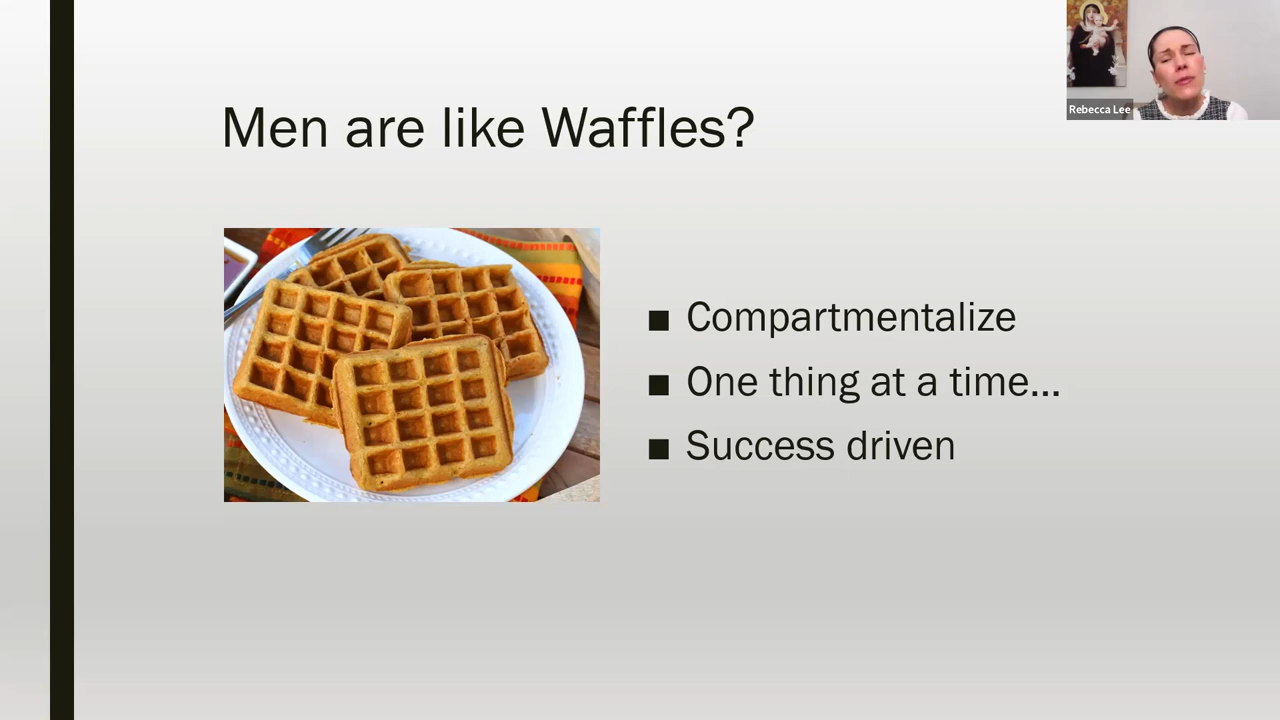 Men are like Waffles?
Rebecca Lee
■ Compartmentalize
■ One thing at a time...
■ Success driven